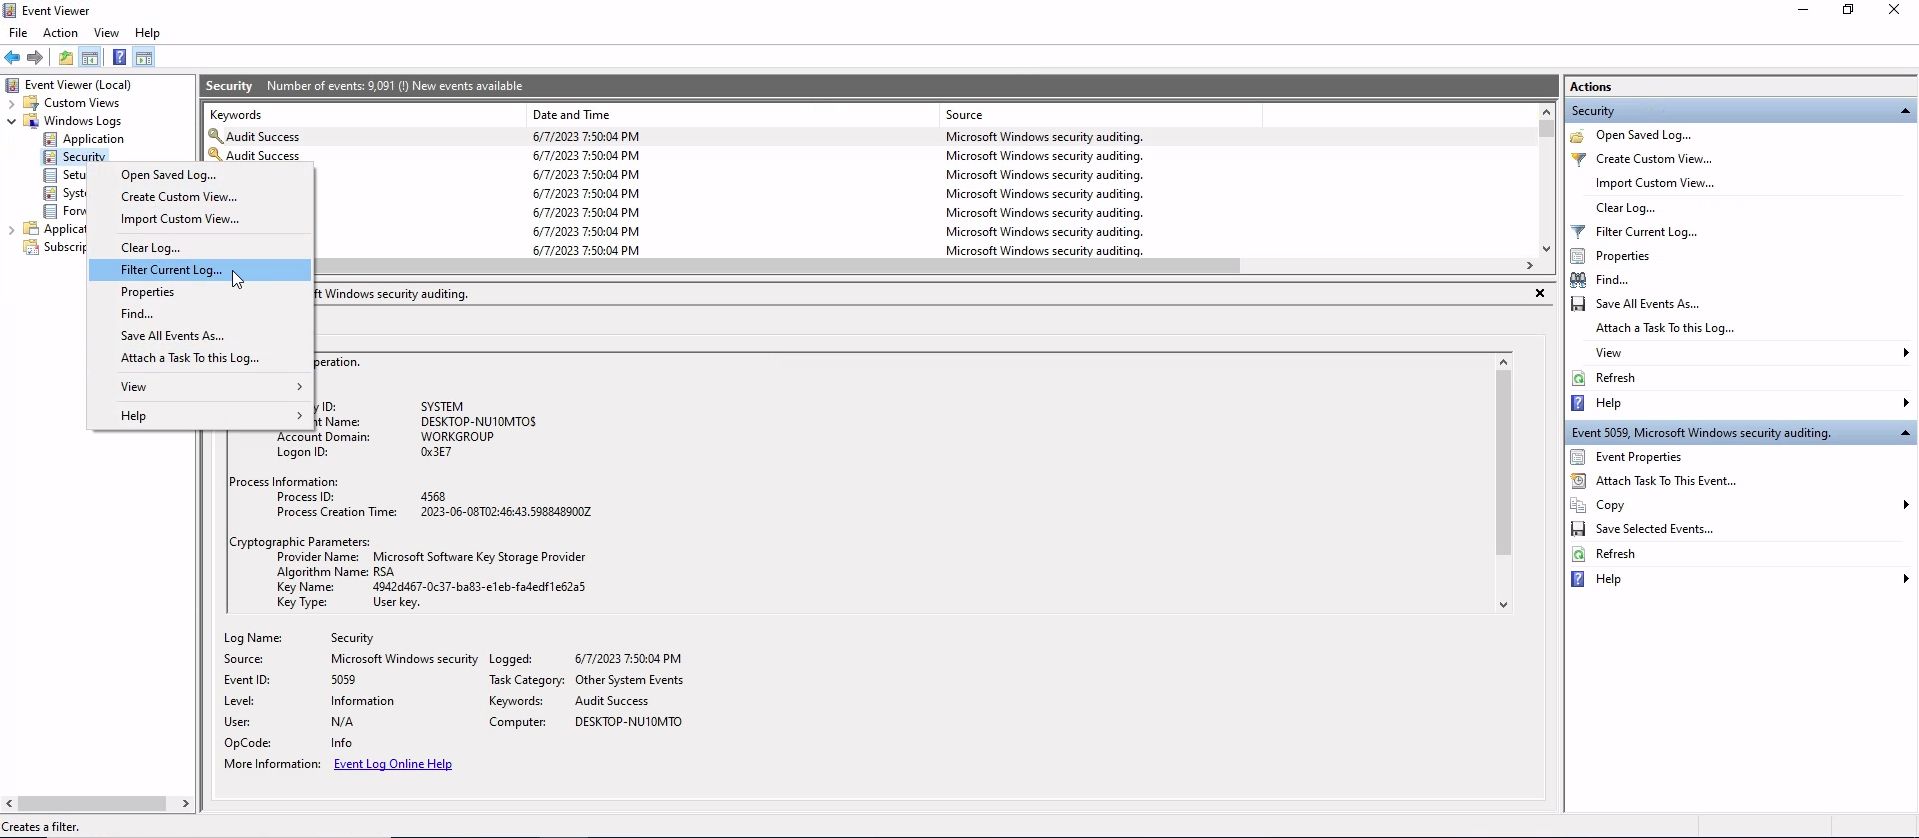 Event Viewer
File Action View Help
Event Viewer (Local)
Custom Views
Windows Logs
Application
Security
Setu
Syst
Forw
Applicat
Subscrip
Open Saved Log...
Create Custom View...
Import Custom View...
Clear Log...
Filter Current Log...
Properties
Find...
Save All Events As...
Attach a Task To this Log...
View
Help
Security Number of events: 9,091 (!) New events available
Keywords Date and Time Source
Audit Success 6/7/2023 7:50:04 PM Microsoft Windows security auditing.
Audit Success 6/7/2023 7:50:04 PM Microsoft Windows security auditing.
6/7/2023 7:50:04 PM Microsoft Windows security auditing.
6/7/2023 7:50:04 PM Microsoft Windows security auditing.
6/7/2023 7:50:04 PM Microsoft Windows security auditing.
6/7/2023 7:50:04 PM Microsoft Windows security auditing.
6/7/2023 7:50:04 PM Microsoft Windows security auditing.
ft Windows security auditing.
peration.
y ID: SYSTEM
nt Name: DESKTOP-NU10MTO$
Account Domain: WORKGROUP
Logon ID: 0x3E7
Process Information:
Process ID: 4568
Process Creation Time: 2023-06-08T02:46:43.598848900Z
Cryptographic Parameters:
Provider Name: Microsoft Software Key Storage Provider
Algorithm Name: RSA
Key Name: 4942d467-0c37-ba83-e1eb-fa4edf1e62a5
Key Type: User key.
Log Name: Security
Source: Microsoft Windows security Logged: 6/7/2023 7:50:04 PM
Event ID: 5059 Task Category: Other System Events
Level: Information Keywords: Audit Success
User: N/A Computer: DESKTOP-NU10MTO
OpCode: Info
More Information: Event Log Online Help
Actions
Security
Open Saved Log...
Create Custom View...
Import Custom View...
Clear Log...
Filter Current Log...
Properties
Find...
Save All Events As...
Attach a Task To this Log...
View
Refresh
Help
Event 5059, Microsoft Windows security auditing.
Event Properties
Attach Task To This Event...
Copy
Save Selected Events...
Refresh
Help
Creates a filter.